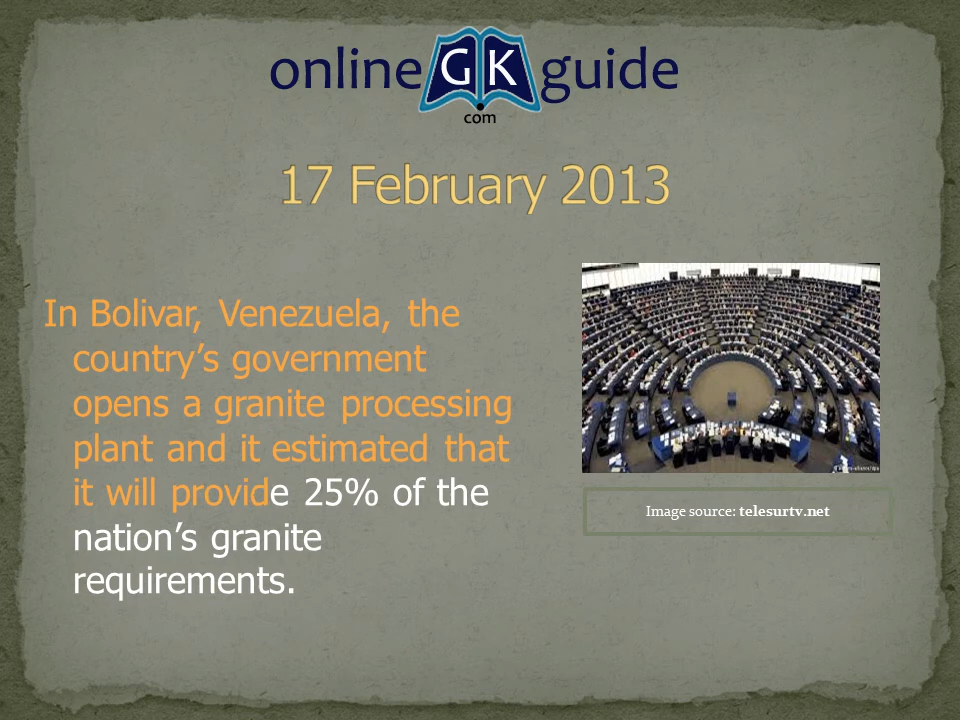 online GK guide
com
17 February 2013
In Bolivar, Venezuela, the
country’s government
opens a granite processing
plant and it estimated that
it will provide 25% of the
nation’s granite
requirements.
Image source: telesurtv.net